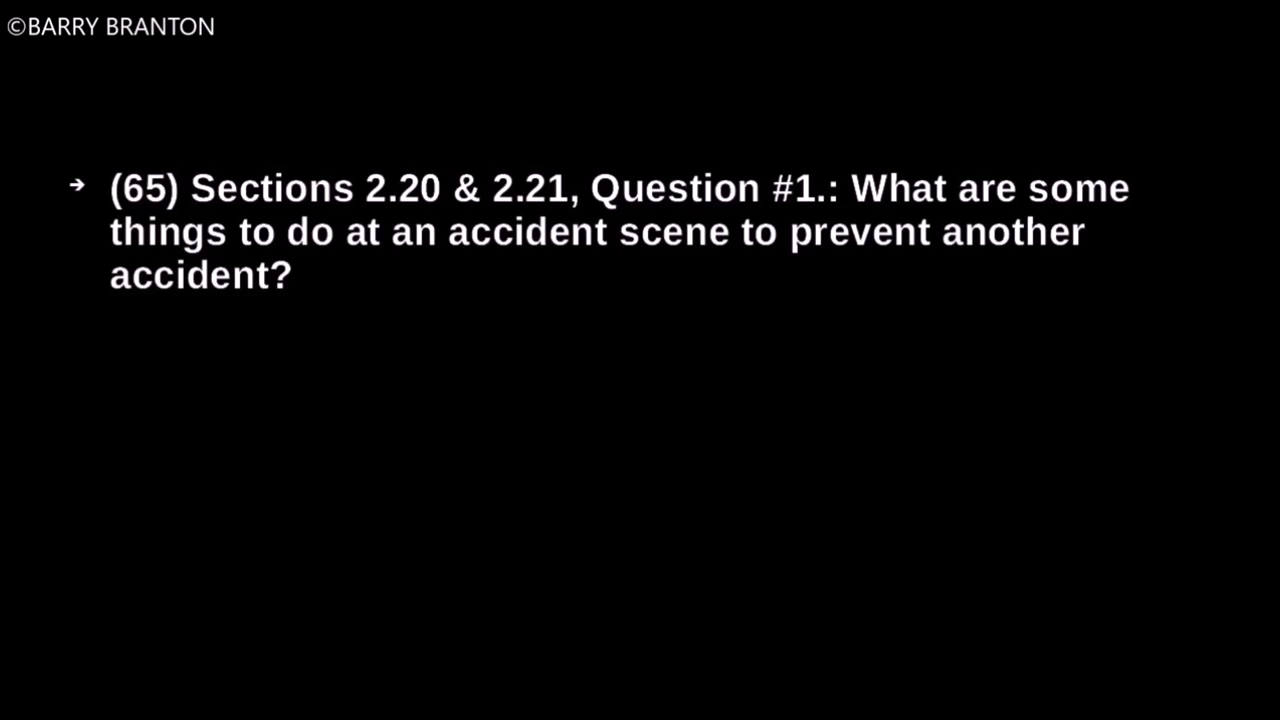 ©BARRY BRANTON
➔ (65) Sections 2.20 & 2.21, Question #1.: What are some
things to do at an accident scene to prevent another
accident?